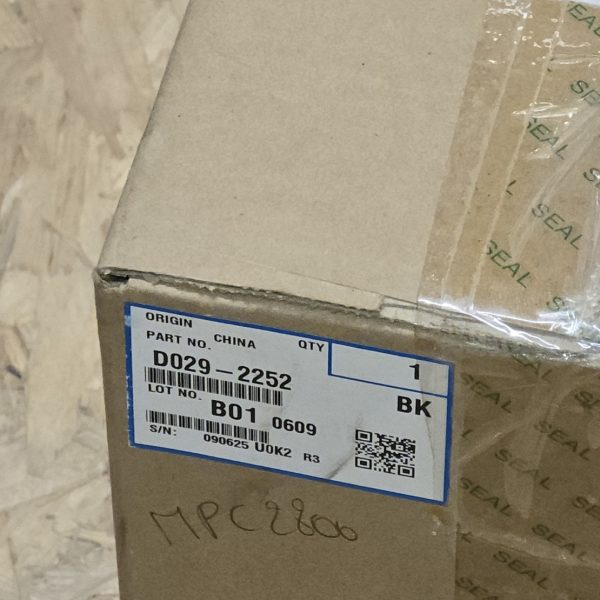 ORIGIN CHINA QTY 1
PART NO.
D029-2252
BK
LOT NO. B01 0609
S/N: 090625 U0K2 R3
MPC2800
SEAL
SEAL
SEAL
SEAL
SEAL
SEAL
SEAL
SEAL
SEAL